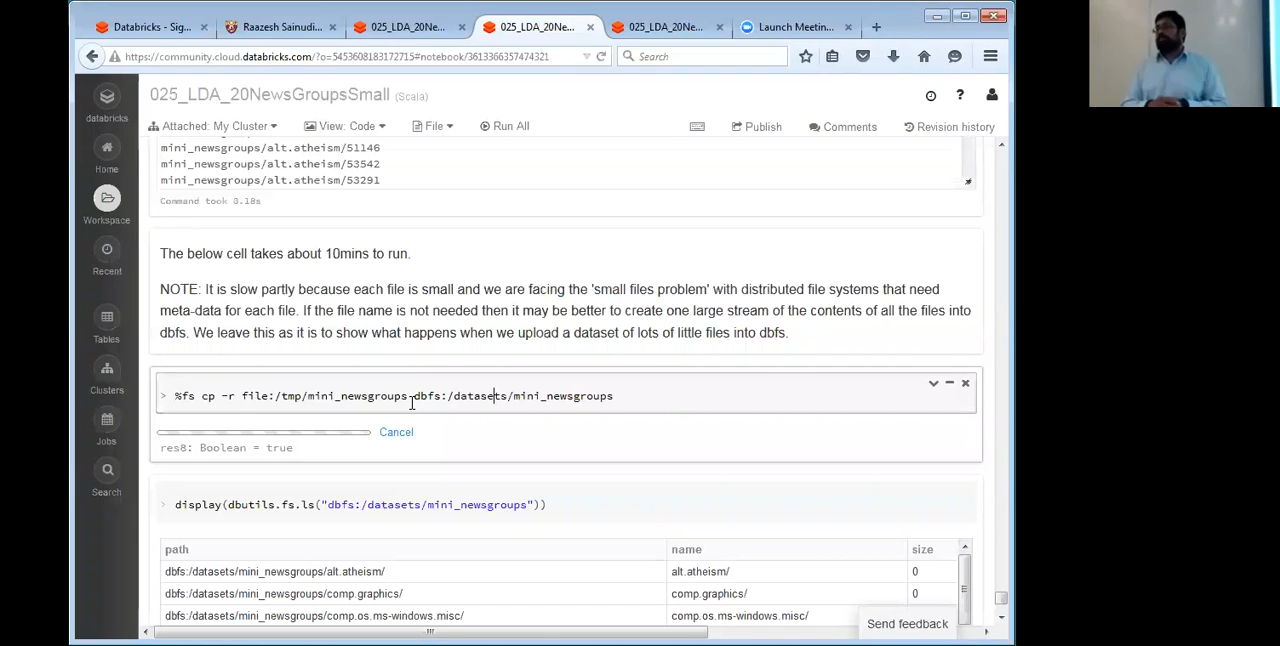 Databricks - Sig...
Raazesh Sainudi...
025_LDA_20Ne...
025_LDA_20Ne...
025_LDA_20Ne...
Launch Meetin...
https://community.cloud.databricks.com/?o=5453608183172715#notebook/3613366357474321
Search
025_LDA_20NewsGroupsSmall (Scala)
Attached: My Cluster
View: Code
File
Run All
Publish
Comments
Revision history
databricks
Home
Workspace
Recent
Tables
Clusters
Jobs
Search
mini_newsgroups/alt.atheism/51146
mini_newsgroups/alt.atheism/53542
mini_newsgroups/alt.atheism/53291
Command took 0.18s
The below cell takes about 10mins to run.
NOTE: It is slow partly because each file is small and we are facing the 'small files problem' with distributed file systems that need
meta-data for each file. If the file name is not needed then it may be better to create one large stream of the contents of all the files into
dbfs. We leave this as it is to show what happens when we upload a dataset of lots of little files into dbfs.
> %fs cp -r file:/tmp/mini_newsgroups dbfs:/datasets/mini_newsgroups
Cancel
res8: Boolean = true
> display(dbutils.fs.ls("dbfs:/datasets/mini_newsgroups"))
path name size
dbfs:/datasets/mini_newsgroups/alt.atheism/ alt.atheism/ 0
dbfs:/datasets/mini_newsgroups/comp.graphics/ comp.graphics/ 0
dbfs:/datasets/mini_newsgroups/comp.os.ms-windows.misc/ comp.os.ms-windows.misc/
Send feedback